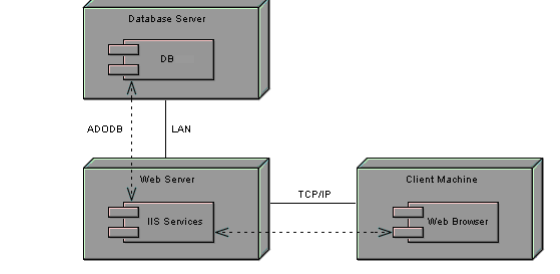 Database Server
DB
ADODB
LAN
Web Server
IIS Services
TCP/IP
Client Machine
Web Browser